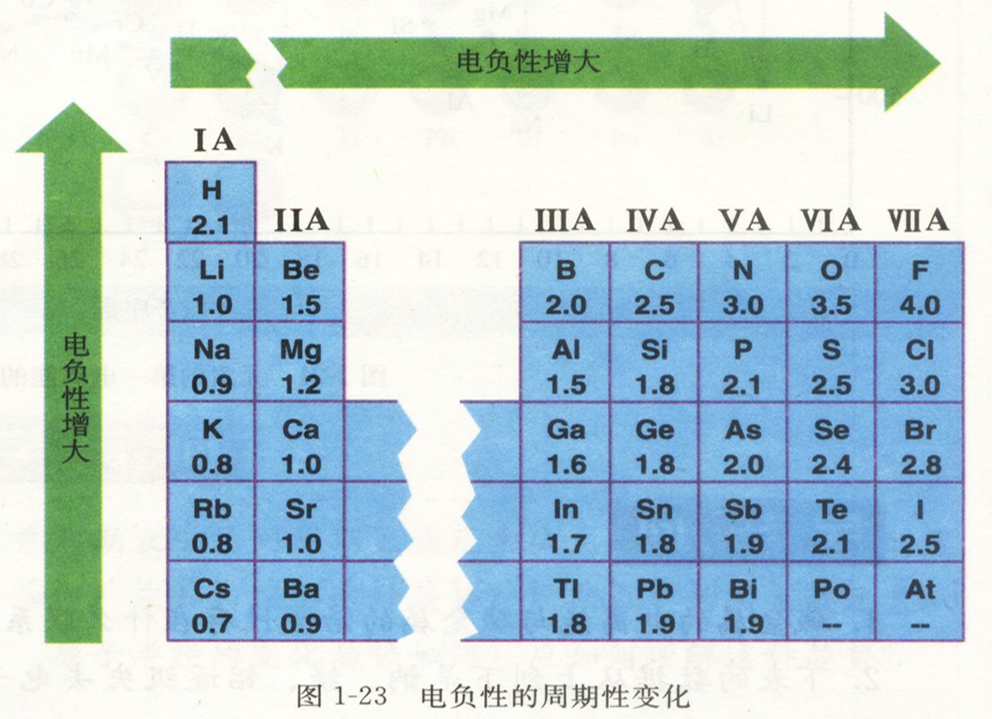 电负性增大
电负性增大
IA
IIA
IIIA IVA VA VIA VIIA
H
2.1
Li Be B C N O F
1.0 1.5 2.0 2.5 3.0 3.5 4.0
Na Mg Al Si P S Cl
0.9 1.2 1.5 1.8 2.1 2.5 3.0
K Ca Ga Ge As Se Br
0.8 1.0 1.6 1.8 2.0 2.4 2.8
Rb Sr In Sn Sb Te I
0.8 1.0 1.7 1.8 1.9 2.1 2.5
Cs Ba Tl Pb Bi Po At
0.7 0.9 1.8 1.9 1.9 -- --
图 1-23 电负性的周期性变化